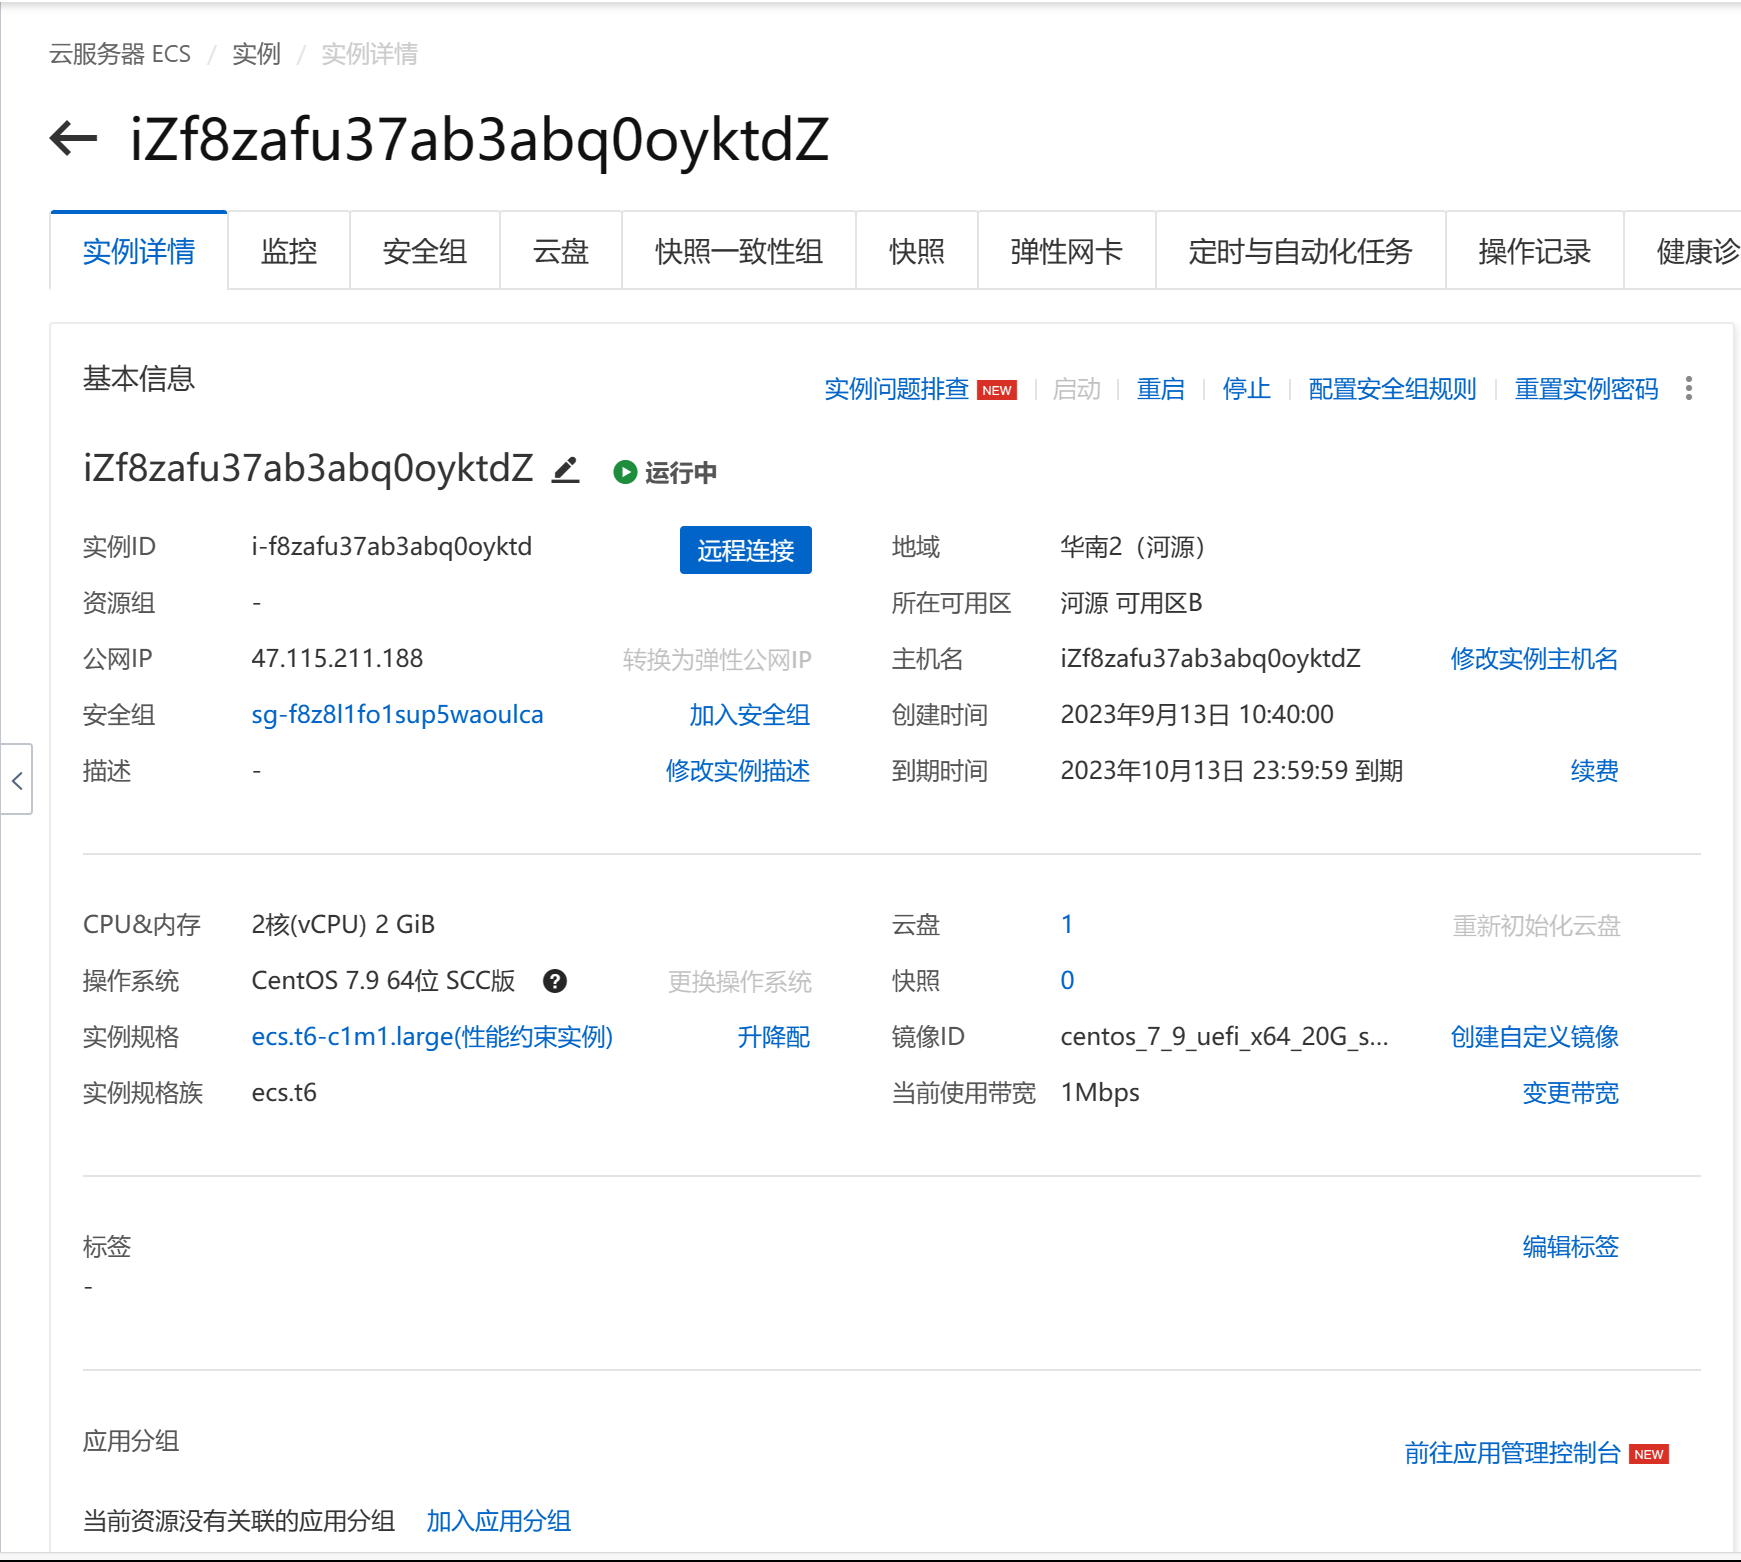 云服务器 ECS / 实例 / 实例详情
iZf8zafu37ab3abq0oyktdZ
实例详情 监控 安全组 云盘 快照一致性组 快照 弹性网卡 定时与自动化任务 操作记录 健康诊
基本信息 实例问题排查 NEW 启动 重启 停止 配置安全组规则 重置实例密码
iZf8zafu37ab3abq0oyktdZ 运行中
实例ID i-f8zafu37ab3abq0oyktd 远程连接 地域 华南2（河源）
资源组 - 所在可用区 河源 可用区B
公网IP 47.115.211.188 转换为弹性公网IP 主机名 iZf8zafu37ab3abq0oyktdZ 修改实例主机名
安全组 sg-f8z8l1fo1sup5waoulca 加入安全组 创建时间 2023年9月13日 10:40:00
描述 - 修改实例描述 到期时间 2023年10月13日 23:59:59 到期 续费
CPU&内存 2核(vCPU) 2 GiB 云盘 1 重新初始化云盘
操作系统 CentOS 7.9 64位 SCC版 ? 更换操作系统 快照 0
实例规格 ecs.t6-c1m1.large(性能约束实例) 升降配 镜像ID centos_7_9_uefi_x64_20G_s... 创建自定义镜像
实例规格族 ecs.t6 当前使用带宽 1Mbps 变更带宽
标签 编辑标签
-
应用分组 前往应用管理控制台 NEW
当前资源没有关联的应用分组 加入应用分组